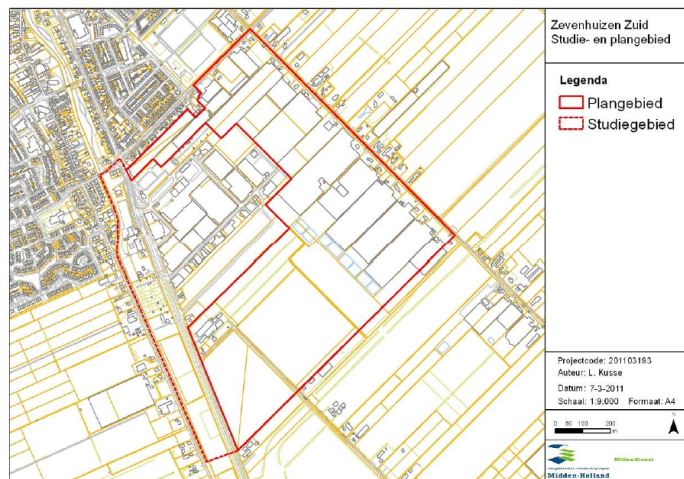 Zevenhuizen Zuid
Studie- en plangebied
Legenda
Plangebied
Studiegebied
Projectcode: 201103193
Auteur: L. Kusse
Datum: 7-3-2011
Schaal: 1:9.000 Formaat: A4
0 50 100 200
m
Midden-Holland